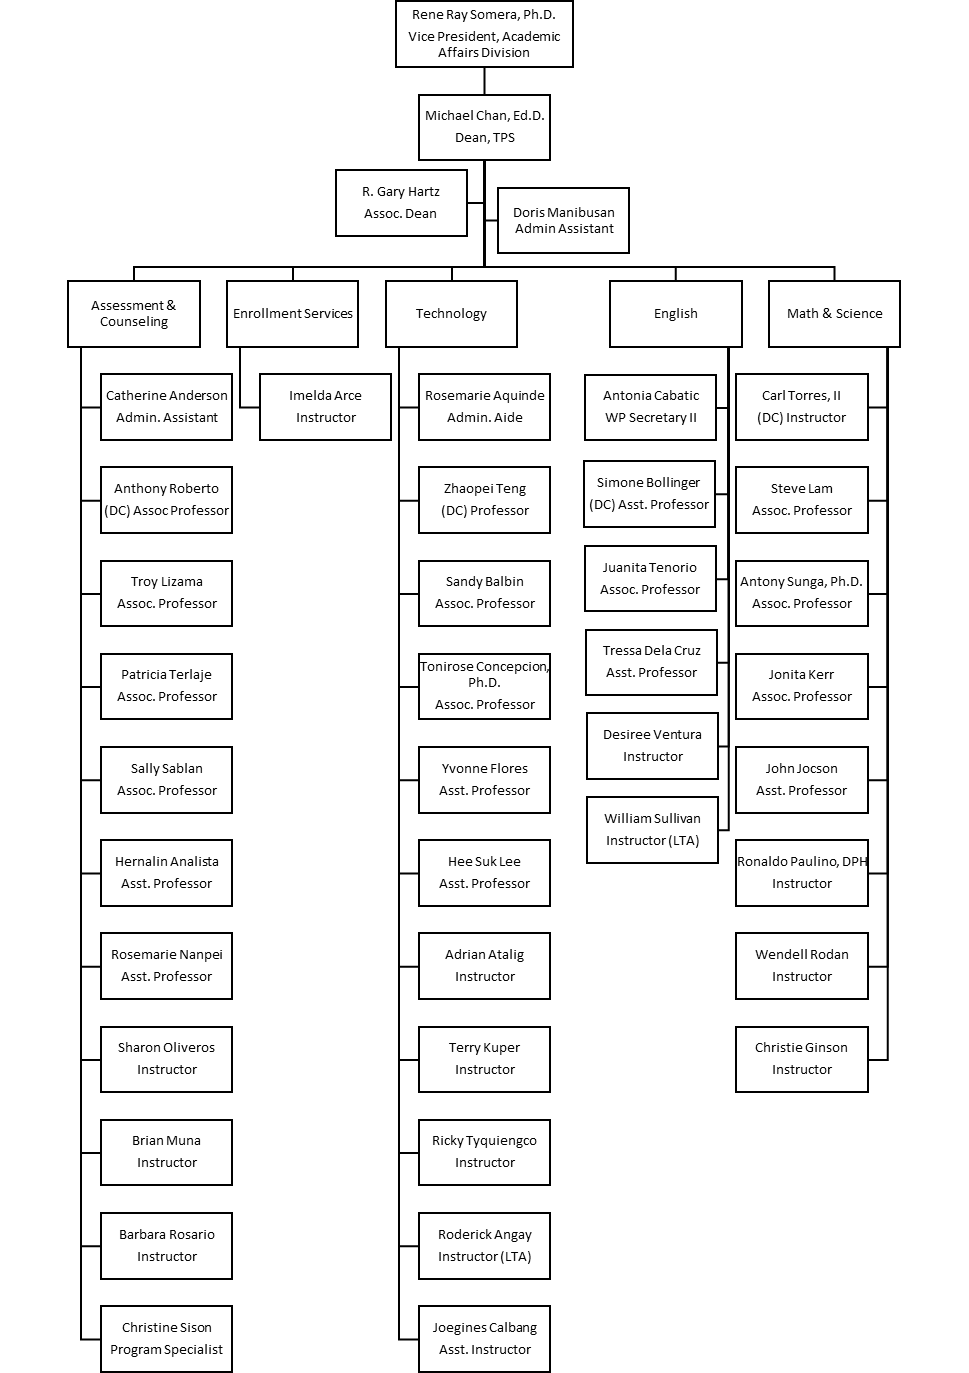 Rene Ray Somera, Ph.D.
Vice President, Academic
Affairs Division
Michael Chan, Ed.D.
Dean, TPS
R. Gary Hartz
Assoc. Dean
Doris Manibusan
Admin Assistant
Assessment &
Counseling
Catherine Anderson
Admin. Assistant
Anthony Roberto
(DC) Assoc Professor
Troy Lizama
Assoc. Professor
Patricia Terlaje
Assoc. Professor
Sally Sablan
Assoc. Professor
Hernalin Analista
Asst. Professor
Rosemarie Nanpei
Asst. Professor
Sharon Oliveros
Instructor
Brian Muna
Instructor
Barbara Rosario
Instructor
Christine Sison
Program Specialist
Enrollment Services
Imelda Arce
Instructor
Technology
Rosemarie Aquinde
Admin. Aide
Zhaopei Teng
(DC) Professor
Sandy Balbin
Assoc. Professor
Tonirose Concepcion,
Ph.D.
Assoc. Professor
Yvonne Flores
Asst. Professor
Hee Suk Lee
Asst. Professor
Adrian Atalig
Instructor
Terry Kuper
Instructor
Ricky Tyquiengco
Instructor
Roderick Angay
Instructor (LTA)
Joegines Calbang
Asst. Instructor
English
Antonia Cabatic
WP Secretary II
Simone Bollinger
(DC) Asst. Professor
Juanita Tenorio
Assoc. Professor
Tressa Dela Cruz
Asst. Professor
Desiree Ventura
Instructor
William Sullivan
Instructor (LTA)
Math & Science
Carl Torres, II
(DC) Instructor
Steve Lam
Assoc. Professor
Antony Sunga, Ph.D.
Assoc. Professor
Jonita Kerr
Assoc. Professor
John Jocson
Asst. Professor
Ronaldo Paulino, DPH
Instructor
Wendell Rodan
Instructor
Christie Ginson
Instructor